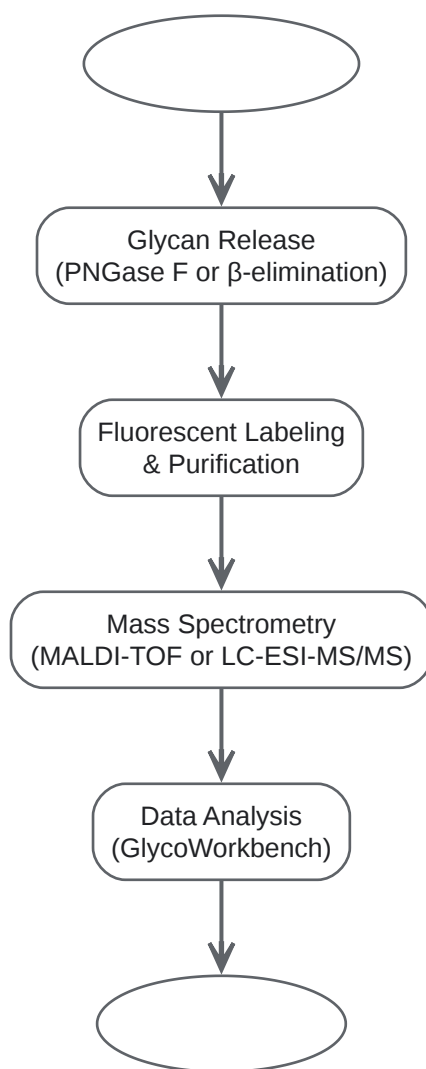 Glycan Release
(PNGase F or β-elimination)
Fluorescent Labeling
& Purification
Mass Spectrometry
(MALDI-TOF or LC-ESI-MS/MS)
Data Analysis
(GlycoWorkbench)